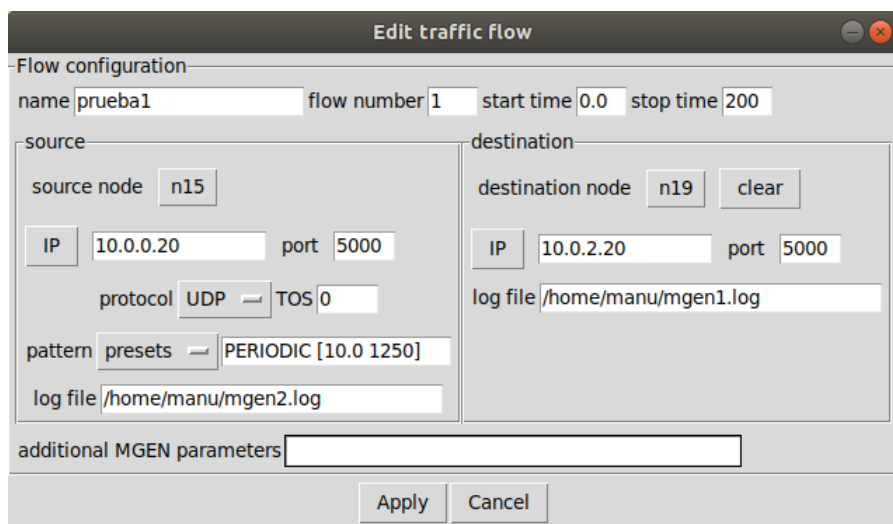 Edit traffic flow
Flow configuration
name prueba1 flow number 1 start time 0.0 stop time 200
source
source node n15
IP 10.0.0.20 port 5000
protocol UDP TOS 0
pattern presets PERIODIC [10.0 1250]
log file /home/manu/mgen2.log
destination
destination node n19 clear
IP 10.0.2.20 port 5000
log file /home/manu/mgen1.log
additional MGEN parameters
Apply Cancel